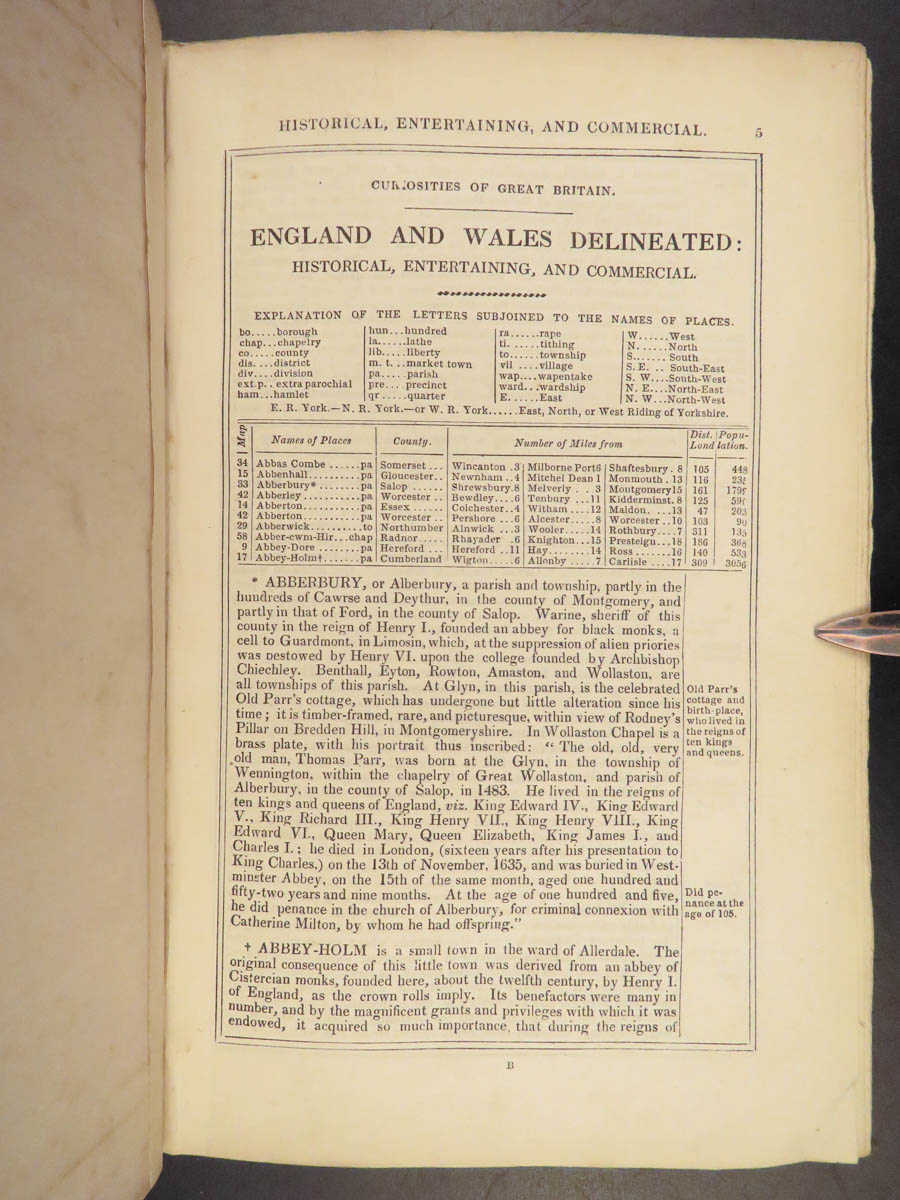 HISTORICAL, ENTERTAINING, AND COMMERCIAL. 5
CURIOSITIES OF GREAT BRITAIN.
ENGLAND AND WALES DELINEATED:
HISTORICAL, ENTERTAINING, AND COMMERCIAL.
EXPLANATION OF THE LETTERS SUBJOINED TO THE NAMES OF PLACES.
bo.....borough
chap...chapelry
co.....county
dis....district
div....division
ext.p.. extra parochial
ham...hamlet
hun...hundred
la......lathe
lib.....liberty
m. t. ..market town
pa.....parish
pre....precinct
qr.....quarter
ra......rape
ti. ......tithing
to......township
vil ....village
wap....wapentake
ward...wardship
E......East
W......West
N......North
S....... South
S. E. .. South-East
S. W....South-West
N. E....North-East
N. W...North-West
E. R. York.—N. R. York.—or W. R. York......East, North, or West Riding of Yorkshire.
Map Names of Places County. Number of Miles from Dist. Lond Popu-lation.
34 Abbas Combe ......pa Somerset ... Wincanton .3 Milborne Port6 Shaftesbury . 8 105 448
15 Abbenhall..........pa Gloucester.. Newnham ..4 Mitchel Dean 1 Monmouth . 13 116
33 Abberbury* ........pa Salop ...... Shrewsbury.8 Melverly . . 3 Montgomery15 161
42 Abberley ...........pa Worcester .. Bewdley....6 Tenbury ...11 Kidderminst. 8 125
14 Abberton...........pa Essex ...... Colchester..4 Witham ....12 Maldon. ...13 47 203
42 Abberton...........pa Worcester .. Pershore ...6 Alcester.....8 Worcester ..10 103 90
29 Abberwick..........to Northumber Alnwick ...3 Wooler.....14 Rothbury....7 311 135
58 Abber-cwm-Hir...chap Radnor ..... Rhayader ..6 Knighton...15 Presteign...18 186 368
9 Abbey-Dore ........pa Hereford ... Hereford ..11 Hay........14 Ross .......16 140 533
17 Abbey-Holm†.......pa Cumberland Wigton.....6 Allonby .....7 Carlisle ....17 309 3056
* ABBERBURY, or Alberbury, a parish and township, partly in the
hundreds of Cawrse and Deythur, in the county of Montgomery, and
partly in that of Ford, in the county of Salop. Warine, sheriff of this
county in the reign of Henry I., founded an abbey for black monks, a
cell to Guardmont, in Limosin, which, at the suppression of alien priories
was bestowed by Henry VI. upon the college founded by Archbishop
Chiechley. Benthall, Eyton, Rowton, Amaston, and Wollaston, are
all townships of this parish. At Glyn, in this parish, is the celebrated
Old Parr's cottage, which has undergone but little alteration since his
time; it is timber-framed, rare, and picturesque, within view of Rodney's
Pillar on Bredden Hill, in Montgomeryshire. In Wollaston Chapel is a
brass plate, with his portrait thus inscribed: "The old, old, very
old man, Thomas Parr, was born at the Glyn, in the township of
Wennington, within the chapelry of Great Wollaston, and parish of
Alberbury, in the county of Salop, in 1483. He lived in the reigns of
ten kings and queens of England, viz. King Edward IV., King Edward
V., King Richard III., King Henry VII., King Henry VIII., King
Edward VI., Queen Mary, Queen Elizabeth, King James I., and
Charles I.; he died in London, (sixteen years after his presentation to
King Charles,) on the 13th of November, 1635, and was buried in West-
minster Abbey, on the 15th of the same month, aged one hundred and
fifty-two years and nine months. At the age of one hundred and five,
he did penance in the church of Alberbury, for criminal connexion with
Catherine Milton, by whom he had offspring."
Old Parr's
cottage and
birth-place,
who lived in
the reigns of
ten kings
and queens.
Did pe-
nance at the
age of 105.
† ABBEY-HOLM is a small town in the ward of Allerdale. The
original consequence of this little town was derived from an abbey of
Cistercian monks, founded here, about the twelfth century, by Henry I.
of England, as the crown rolls imply. Its benefactors were many in
number, and by the magnificent grants and privileges with which it was
endowed, it acquired so much importance, that during the reigns of
B